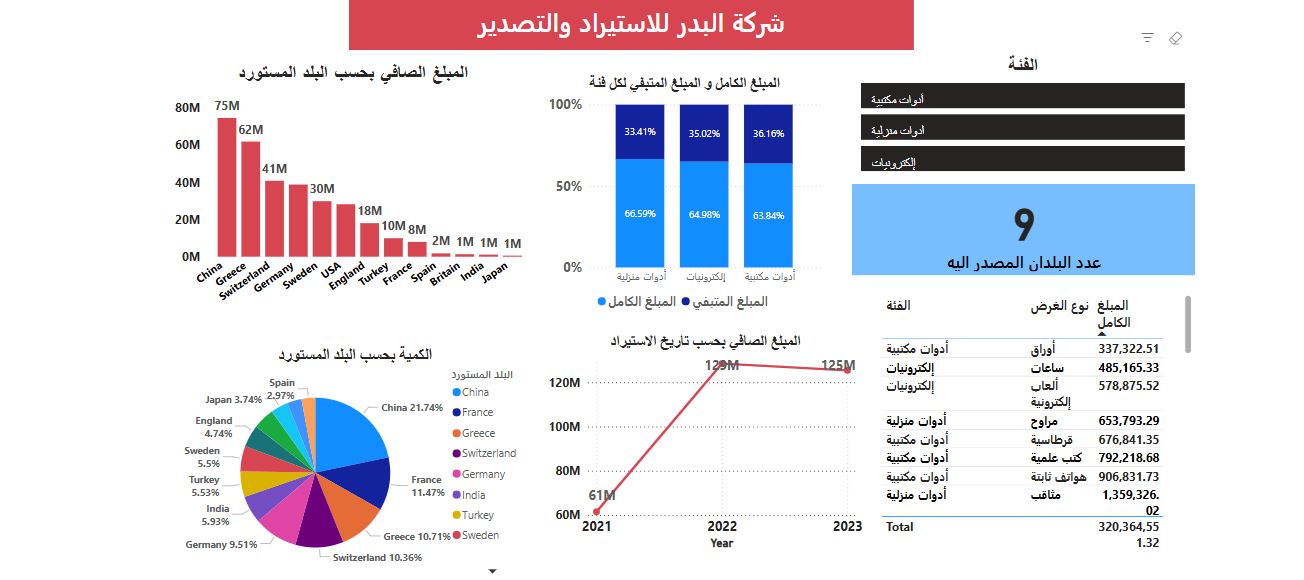 شركة البدر للاستيراد والتصدير
المبلغ الصافي بحسب البلد المستورد
80M
60M
40M
20M
0M
75M
62M
41M
30M
18M
10M
8M
2M
1M
1M
1M
China
Greece
Switzerland
Germany
Sweden
USA
England
Turkey
France
Spain
Britain
India
Japan
المبلغ الكامل و المبلغ المتبقي لكل فئة
100%
50%
0%
33.41%
35.02%
36.16%
66.59%
64.98%
63.84%
أدوات منزلية
إلكترونيات
أدوات مكتبية
المبلغ الكامل
المبلغ المتبقي
الفئة
أدوات مكتبية
أدوات منزلية
إلكترونيات
9
عدد البلدان المصدر اليه
الكمية بحسب البلد المستورد
البلد المستورد
China
France
Greece
Switzerland
Germany
India
Turkey
Sweden
China 21.74%
France
11.47%
Greece 10.71%
Switzerland 10.36%
Germany 9.51%
India
5.93%
Turkey
5.53%
Sweden
5.5%
England
4.74%
Japan 3.74%
Spain
2.97%
المبلغ الصافي بحسب تاريخ الاستيراد
120M
100M
80M
60M
61M
129M
125M
2021
2022
2023
Year
الفئة نوع الغرض المبلغ
الكامل
أدوات مكتبية أوراق 337,322.51
إلكترونيات ساعات 485,165.33
إلكترونيات ألعاب 578,875.52
إلكترونية
أدوات منزلية مراوح 653,793.29
أدوات مكتبية قرطاسية 676,841.35
أدوات مكتبية كتب علمية 792,218.68
أدوات مكتبية هواتف ثابتة 906,831.73
أدوات منزلية مثاقب 1,359,326.
02
Total 320,364,55
1.32